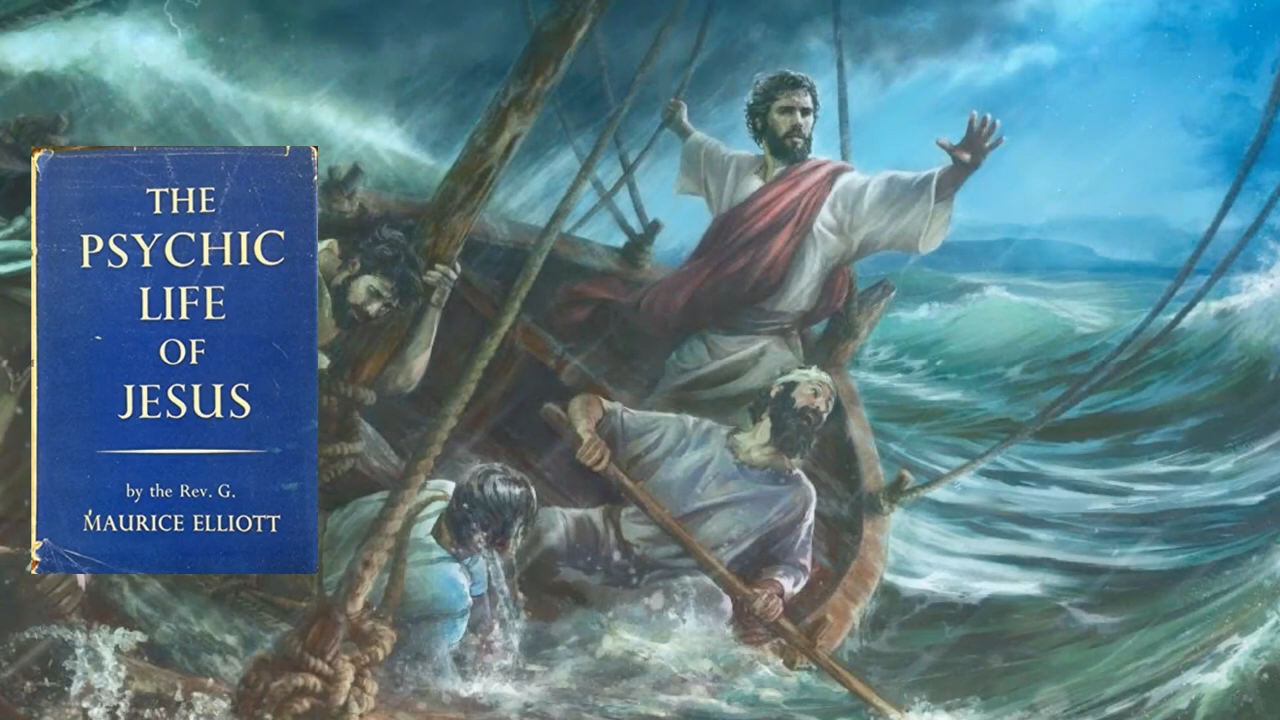 THE
PSYCHIC
LIFE
OF
JESUS
by the Rev. G.
MAURICE ELLIOTT